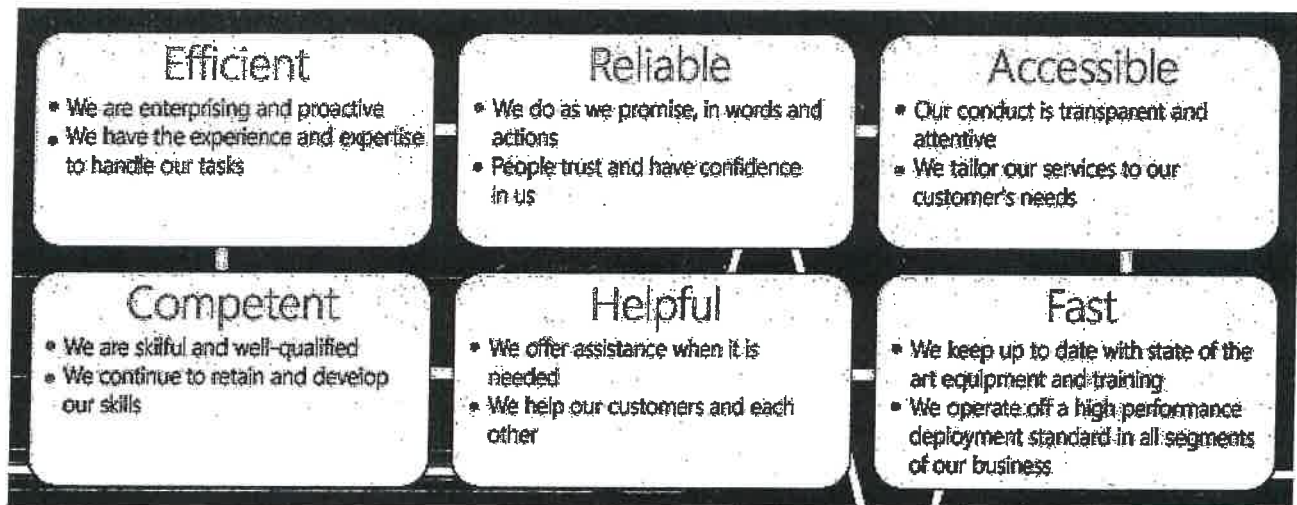 Efficient
• We are enterprising and proactive
• We have the experience and expertise
to handle our tasks
Reliable
• We do as we promise, in words and
actions
• People trust and have confidence
in us
Accessible
• Our conduct is transparent and
attentive
• We tailor our services to our
customer's needs
Competent
• We are skilful and well-qualified
• We continue to retain and develop
our skills
Helpful
• We offer assistance when it is
needed
• We help our customers and each
other
Fast
• We keep up to date with state of the
art equipment and training
• We operate off a high performance
deployment standard in all segments
of our business